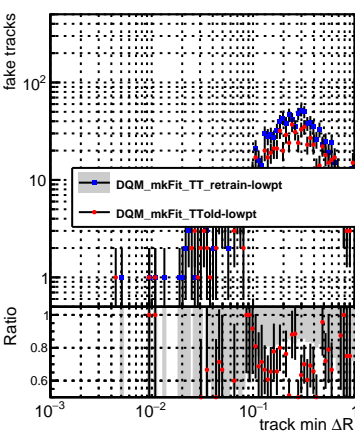 fake tracks
10²
10
1
DQM_mkFit_TT_retrain-lowpt
DQM_mkFit_TTold-lowpt
Ratio
1
0.8
0.6
10⁻³ 10⁻² 10⁻¹ 1
track min ΔR